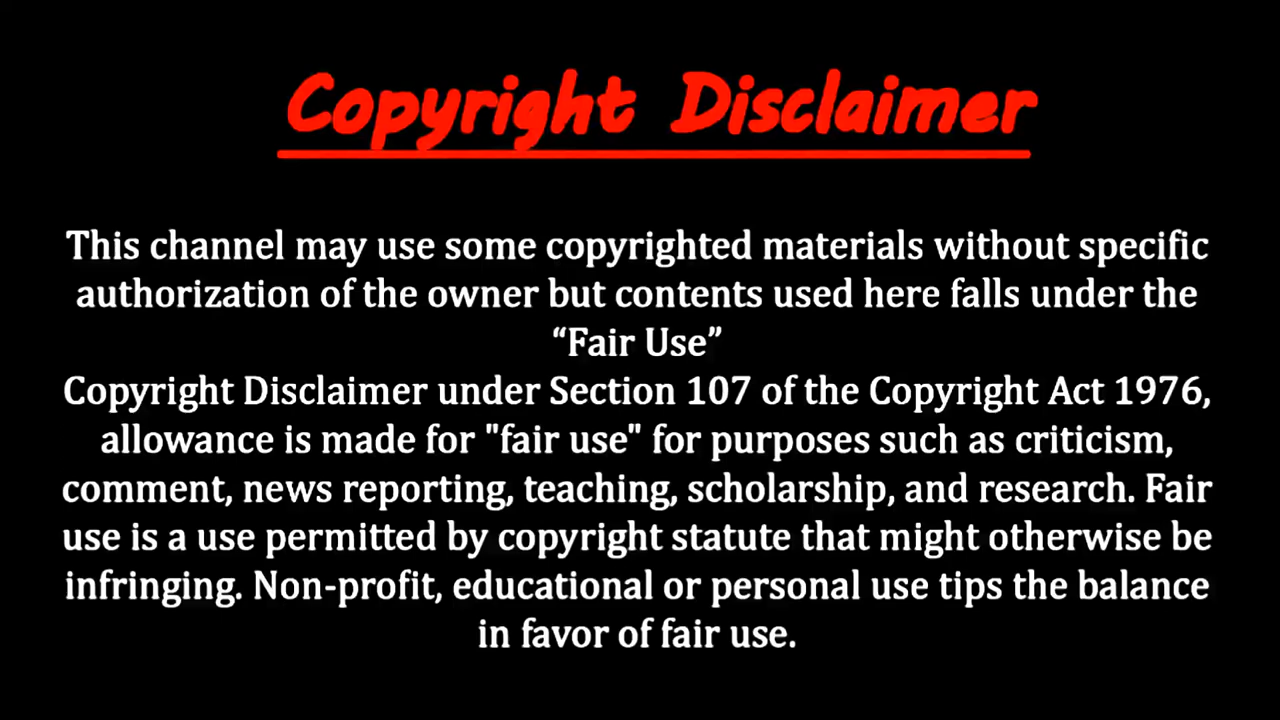 Copyright Disclaimer
This channel may use some copyrighted materials without specific
authorization of the owner but contents used here falls under the
“Fair Use”
Copyright Disclaimer under Section 107 of the Copyright Act 1976,
allowance is made for "fair use" for purposes such as criticism,
comment, news reporting, teaching, scholarship, and research. Fair
use is a use permitted by copyright statute that might otherwise be
infringing. Non-profit, educational or personal use tips the balance
in favor of fair use.